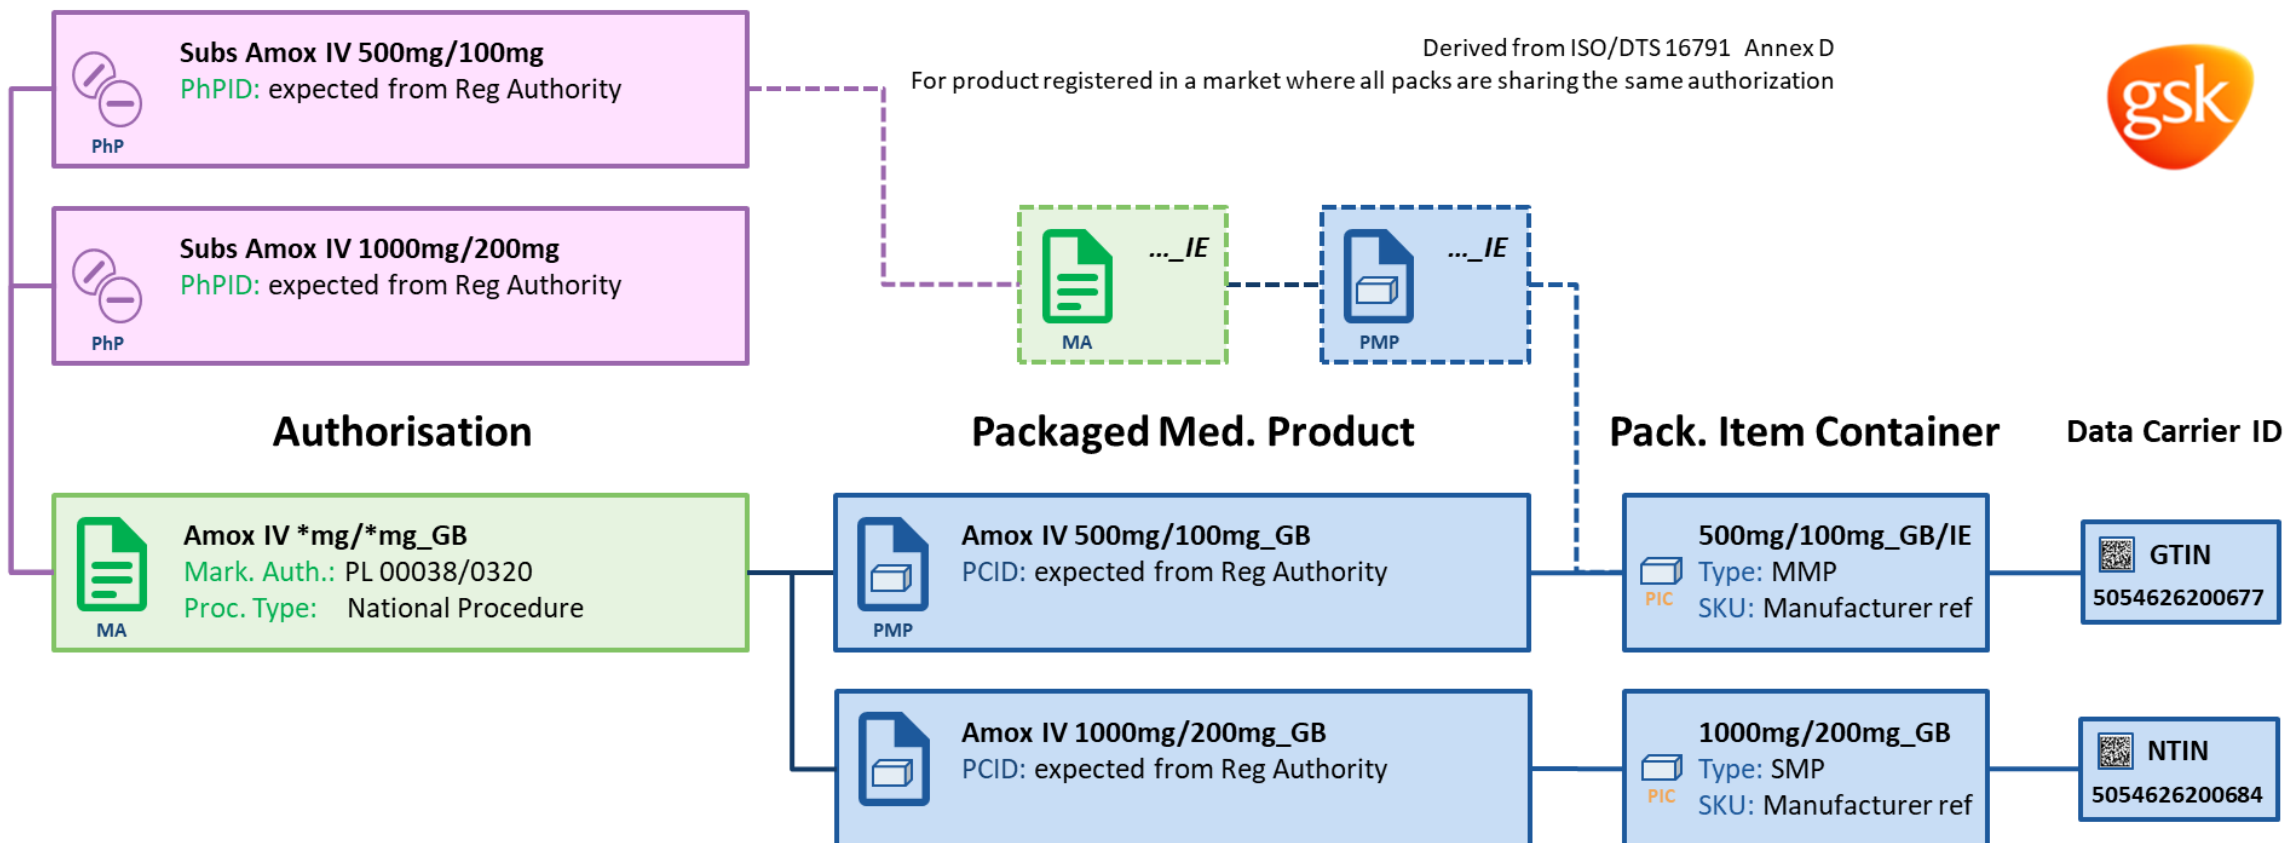 Subs Amox IV 500mg/100mg
PhPID: expected from Reg Authority
PhP
Derived from ISO/DTS 16791 Annex D
For product registered in a market where all packs are sharing the same authorization
gsk
Subs Amox IV 1000mg/200mg
PhPID: expected from Reg Authority
PhP
..._IE
MA
..._IE
PMP
Authorisation
Packaged Med. Product
Pack. Item Container
Data Carrier ID
Amox IV *mg/*mg_GB
Mark. Auth.: PL 00038/0320
Proc. Type: National Procedure
MA
Amox IV 500mg/100mg_GB
PCID: expected from Reg Authority
PMP
500mg/100mg_GB/IE
Type: MMP
SKU: Manufacturer ref
PIC
GTIN
5054626200677
Amox IV 1000mg/200mg_GB
PCID: expected from Reg Authority
1000mg/200mg_GB
Type: SMP
SKU: Manufacturer ref
PIC
NTIN
5054626200684